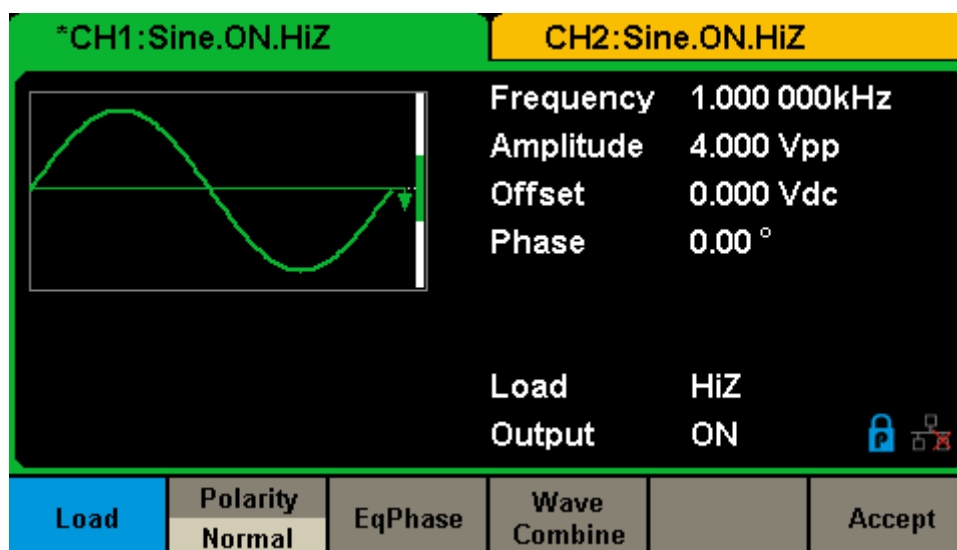 *CH1:Sine.ON.HiZ CH2:Sine.ON.HiZ
Frequency 1.000 000kHz
Amplitude 4.000 Vpp
Offset 0.000 Vdc
Phase 0.00 °
Load HiZ
Output ON
P
Load
Polarity
Normal
EqPhase
Wave
Combine
Accept